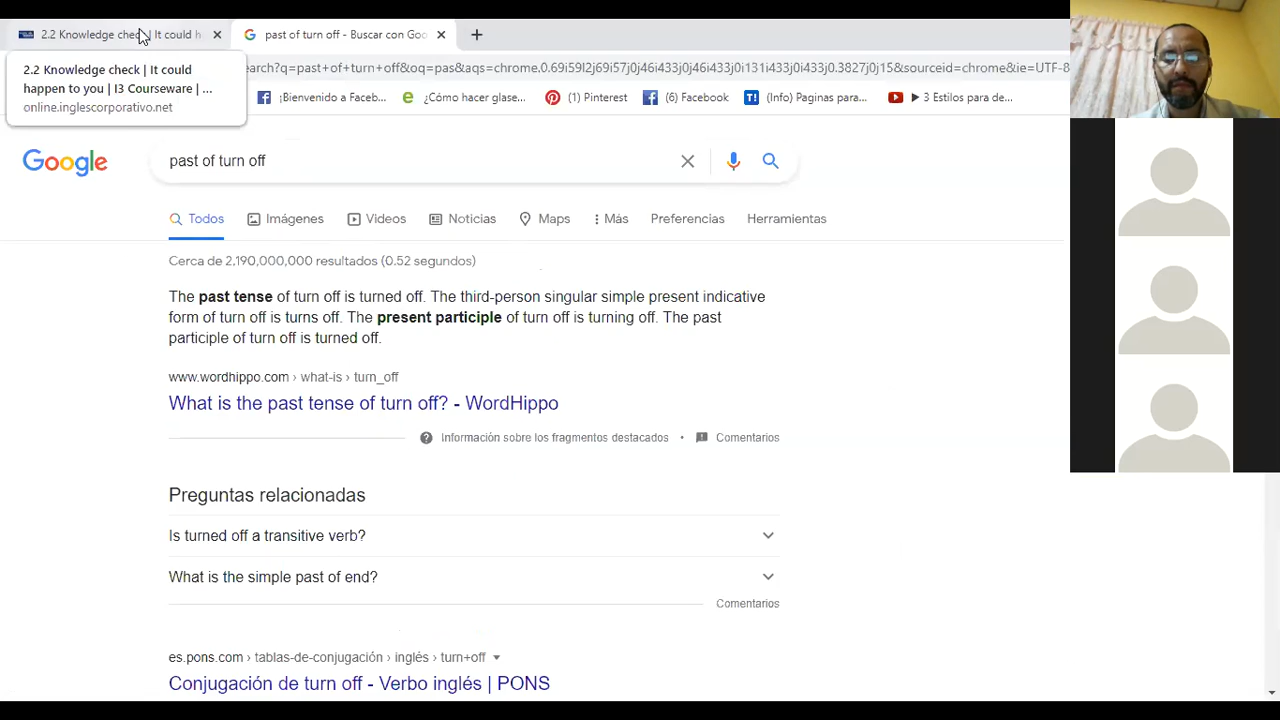 2.2 Knowledge check | It could h
past of turn off - Buscar con Goo
2.2 Knowledge check | It could
happen to you | I3 Courseware | ...
online.inglescorporativo.net
earch?q=past+of+turn+off&oq=pas&aqs=chrome.0.69i59l2j69i57j0j46i433j0j46i433j0i131i433j0i433j0.3827j0j15&sourceid=chrome&ie=UTF-8
¡Bienvenido a Faceb...
¿Cómo hacer glase...
(1) Pinterest
(6) Facebook
(Info) Paginas para...
▶ 3 Estilos para de...
Google
past of turn off
Todos
Imágenes
Videos
Noticias
Maps
Más
Preferencias
Herramientas
Cerca de 2,190,000,000 resultados (0.52 segundos)
The past tense of turn off is turned off. The third-person singular simple present indicative
form of turn off is turns off. The present participle of turn off is turning off. The past
participle of turn off is turned off.
www.wordhippo.com › what-is › turn_off
What is the past tense of turn off? - WordHippo
Información sobre los fragmentos destacados • Comentarios
Preguntas relacionadas
Is turned off a transitive verb?
What is the simple past of end?
Comentarios
es.pons.com › tablas-de-conjugación › inglés › turn+off
Conjugación de turn off - Verbo inglés | PONS